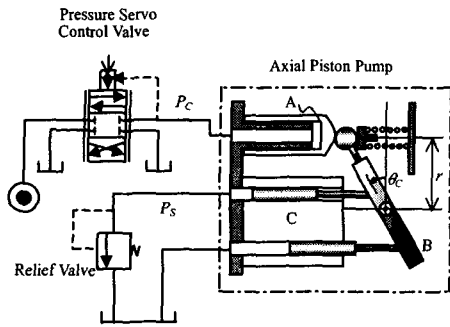 Pressure Servo
Control Valve
Axial Piston Pump
P_C
A
r
θ_C
P_S
C
B
Relief Valve